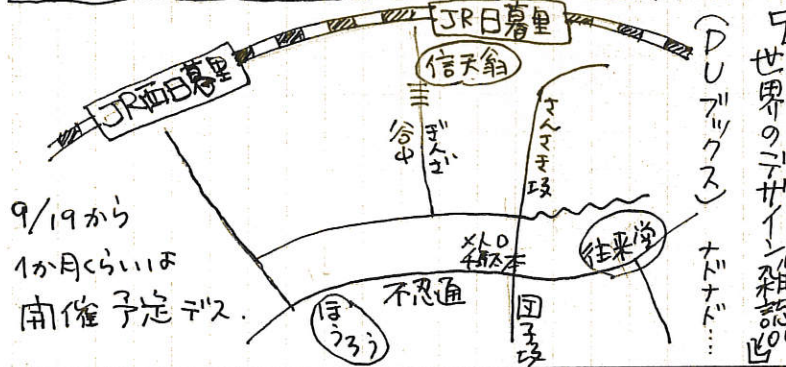 『世界のデザイン雑誌100』
(DUブックス) ナドナド…
JR日暮里
JR西日暮里
信天翁
谷中
ぎんざ
さんさき坂
9/19から
1か月くらいは
開催予定デス.
メトロ
千駄木
往来堂
不忍通
ぼうろう
団子坂